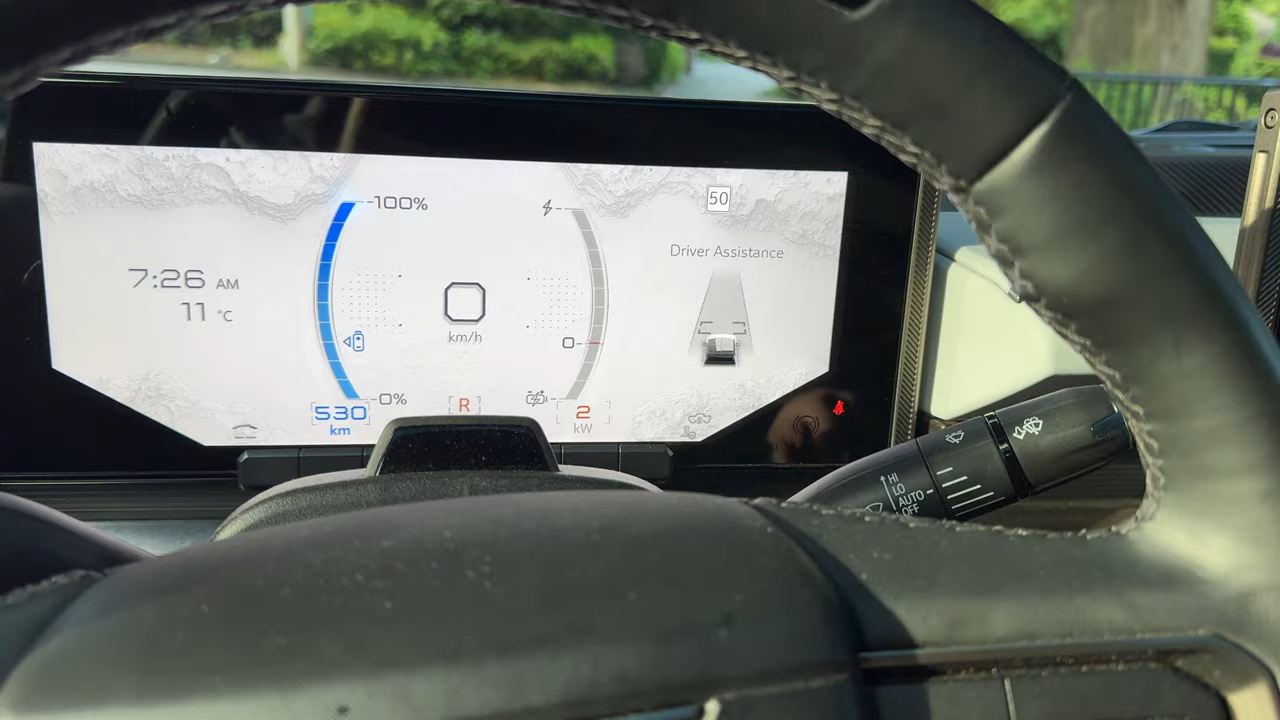 7:26 AM
11 °C
100%
0%
530
km
km/h
R
0
2
kW
50
Driver Assistance
HI
LO
AUTO
OFF